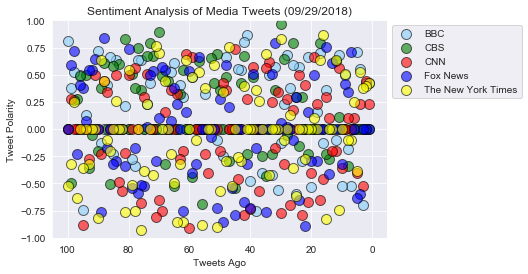 Sentiment Analysis of Media Tweets (09/29/2018)
1.00
0.75
0.50
0.25
0.00
−0.25
−0.50
−0.75
−1.00
Tweet Polarity
100
80
60
40
20
0
Tweets Ago
BBC
CBS
CNN
Fox News
The New York Times